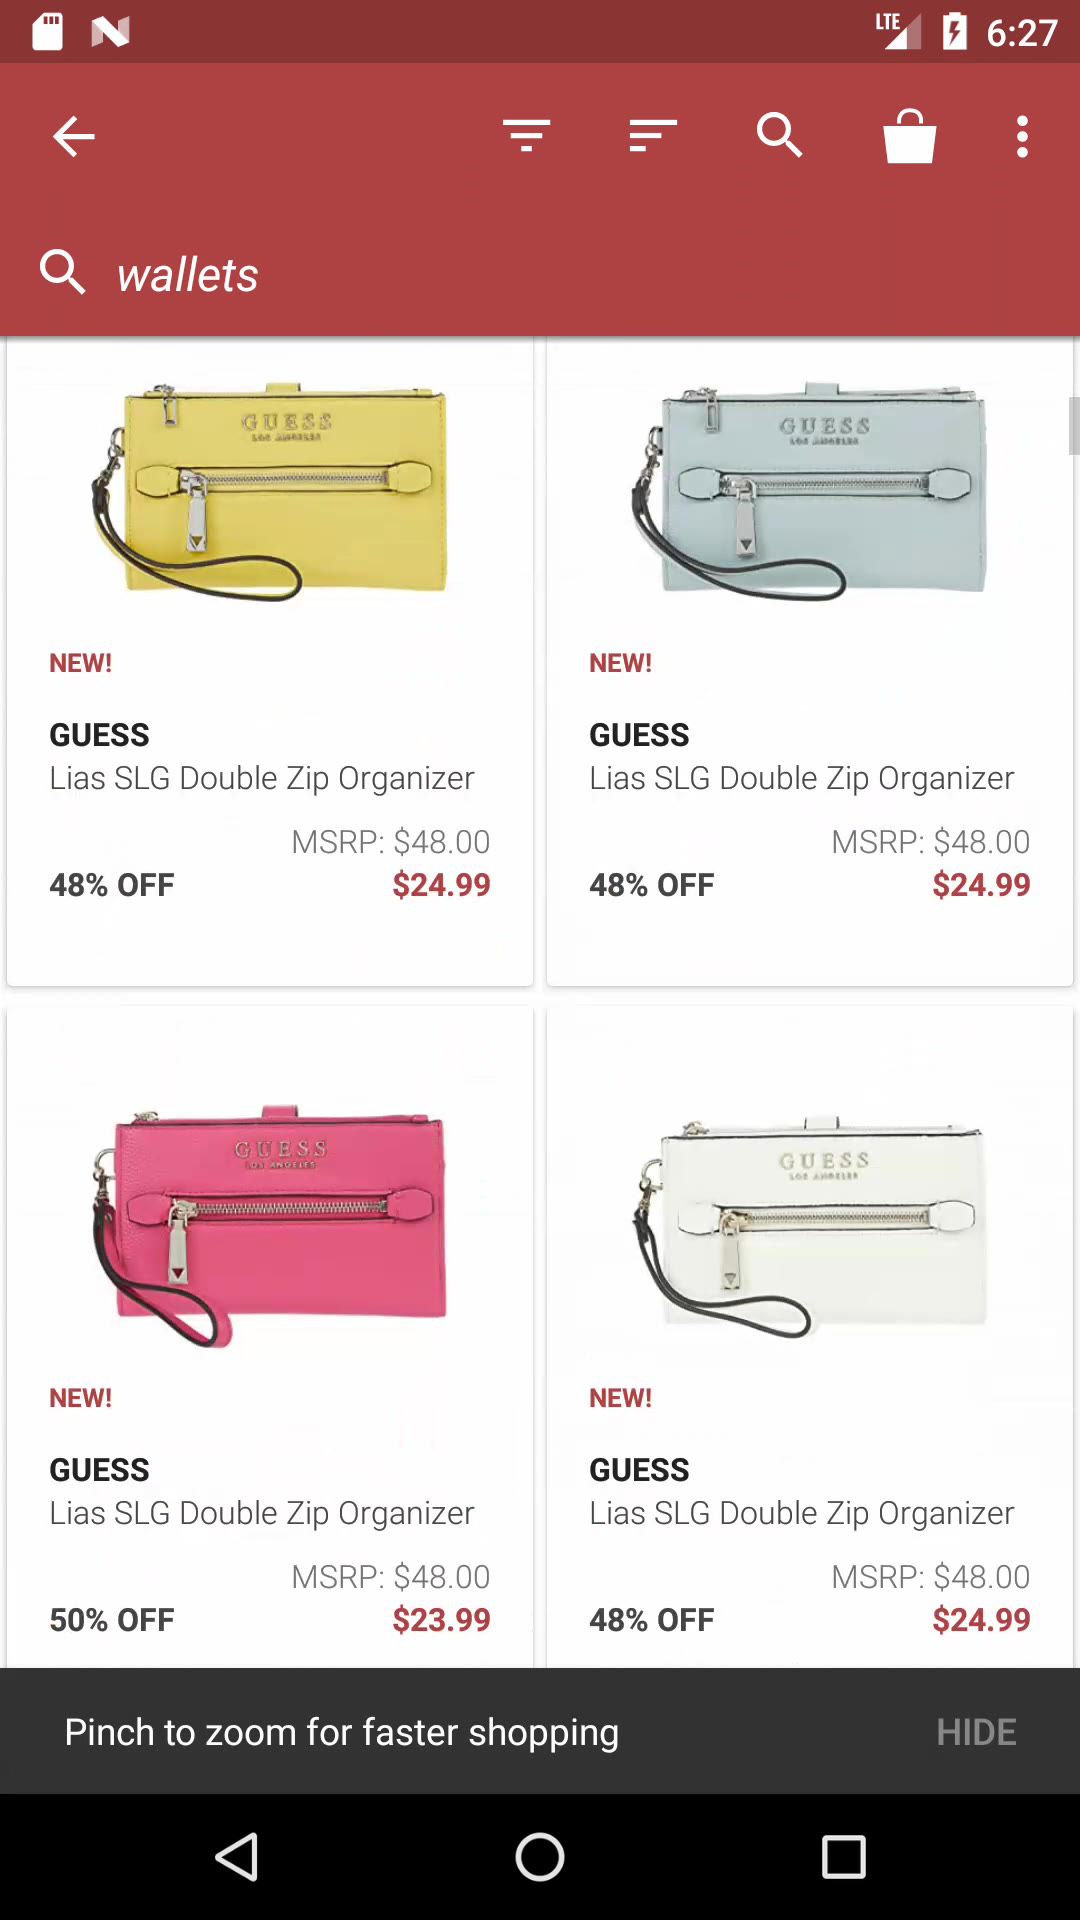 LTE 6:27
wallets
GUESS
LOS ANGELES
GUESS
LOS ANGELES
NEW!
GUESS
Lias SLG Double Zip Organizer
MSRP: $48.00
48% OFF $24.99
NEW!
GUESS
Lias SLG Double Zip Organizer
MSRP: $48.00
48% OFF $24.99
GUESS
LOS ANGELES
GUESS
LOS ANGELES
NEW!
GUESS
Lias SLG Double Zip Organizer
MSRP: $48.00
50% OFF $23.99
NEW!
GUESS
Lias SLG Double Zip Organizer
MSRP: $48.00
48% OFF $24.99
Pinch to zoom for faster shopping HIDE